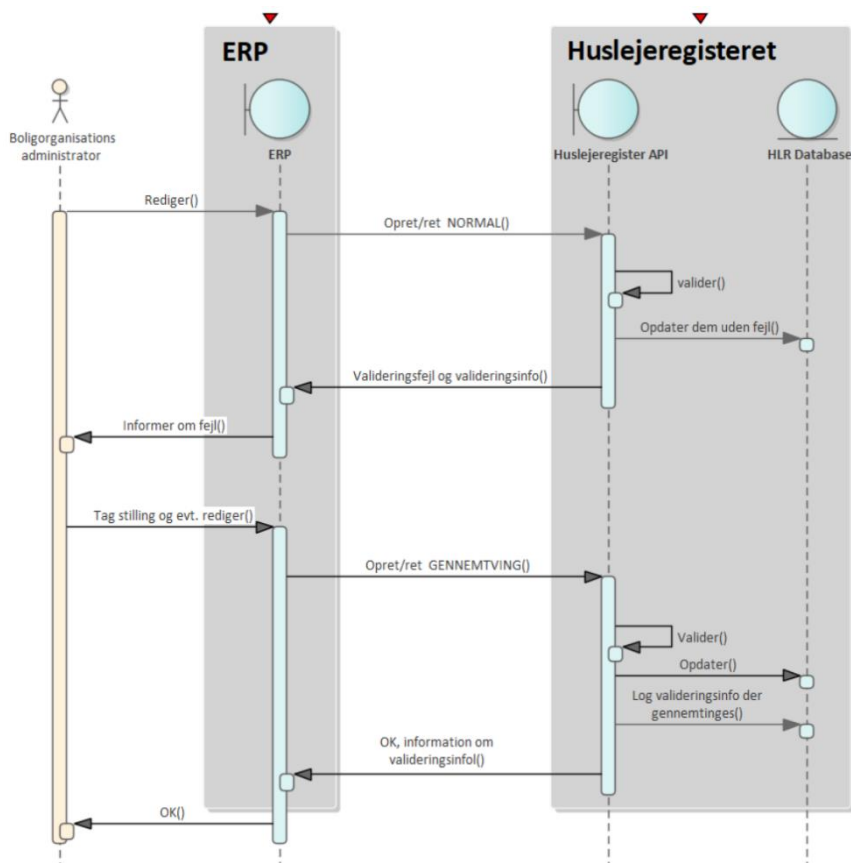 ERP
Huslejeregisteret
Boligorganisations
administrator
ERP
Huslejeregister API
HLR Database
Rediger()
Opret/ret NORMAL()
valider()
Opdater dem uden fejl()
Valideringsfejl og valideringsinfo()
Informer om fejl()
Tag stilling og evt. rediger()
Opret/ret GENNEMTVING()
Valider()
Opdater()
Log valideringsinfo der
gennemtinges()
OK, information om
valideringsinfol()
OK()